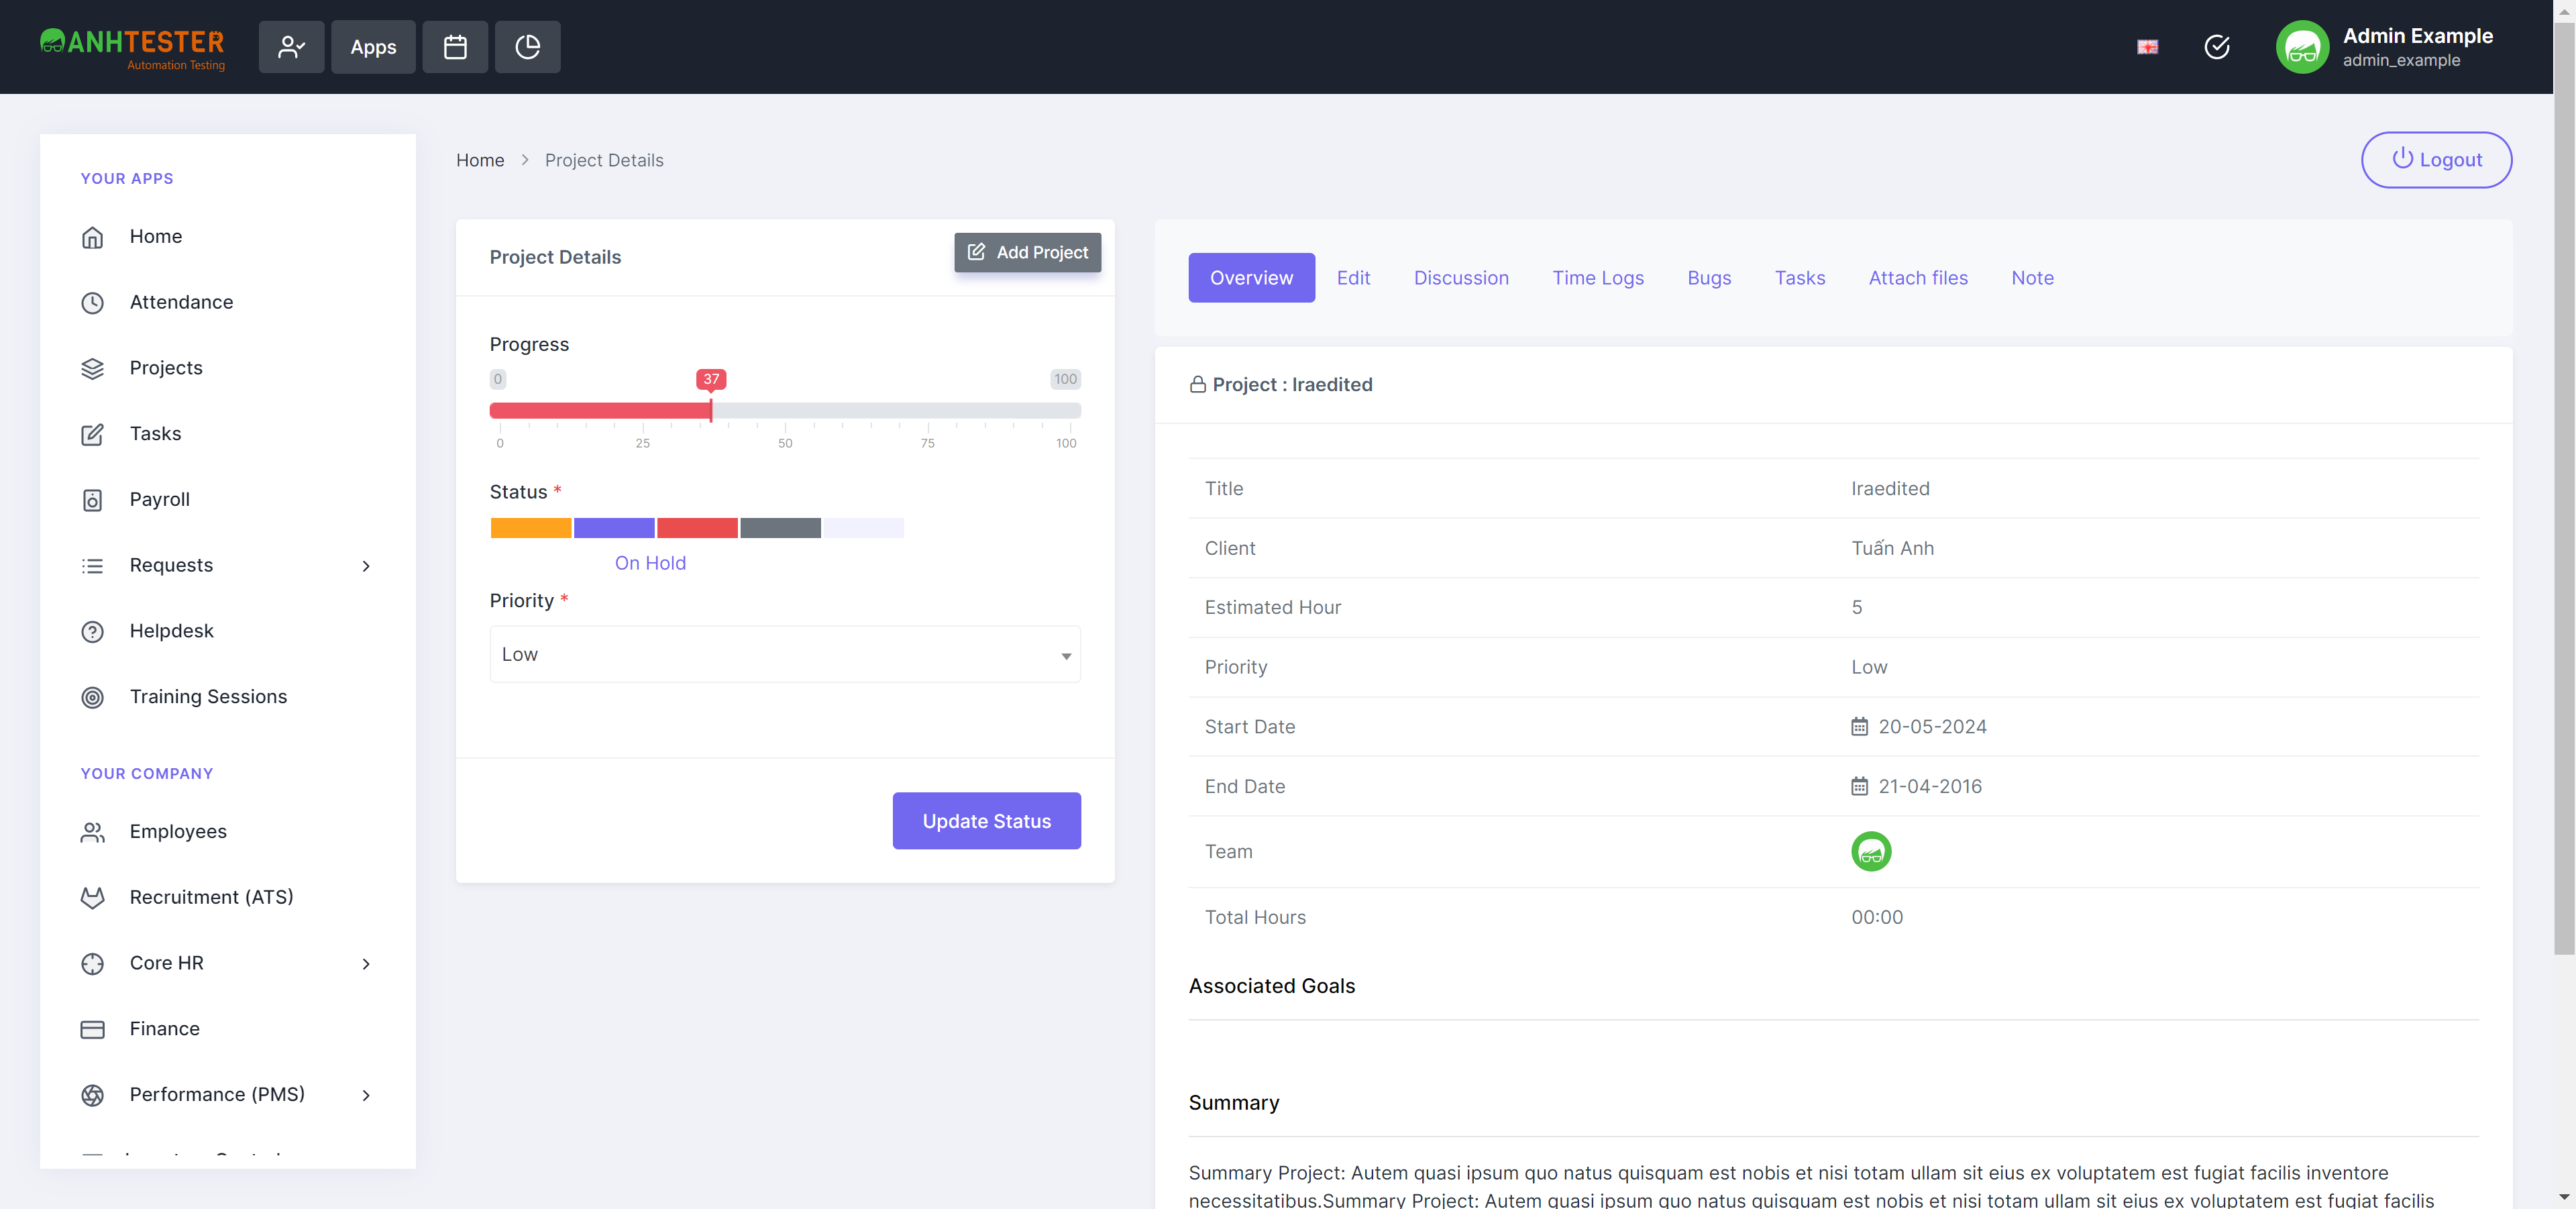 ANHTESTER
Automation Testing
Apps
Admin Example
admin_example
YOUR APPS
Home
Attendance
Projects
Tasks
Payroll
Requests
Helpdesk
Training Sessions
YOUR COMPANY
Employees
Recruitment (ATS)
Core HR
Finance
Performance (PMS)
Home > Project Details
Logout
Project Details
Add Project
Progress
0 37 100
0 25 50 75 100
Status *
On Hold
Priority *
Low
Update Status
Overview Edit Discussion Time Logs Bugs Tasks Attach files Note
Project : Iraedited
Title Iraedited
Client Tuấn Anh
Estimated Hour 5
Priority Low
Start Date 20-05-2024
End Date 21-04-2016
Team
Total Hours 00:00
Associated Goals
Summary
Summary Project: Autem quasi ipsum quo natus quisquam est nobis et nisi totam ullam sit eius ex voluptatem est fugiat facilis inventore
necessitatibus.Summary Project: Autem quasi ipsum quo natus quisquam est nobis et nisi totam ullam sit eius ex voluptatem est fugiat facilis